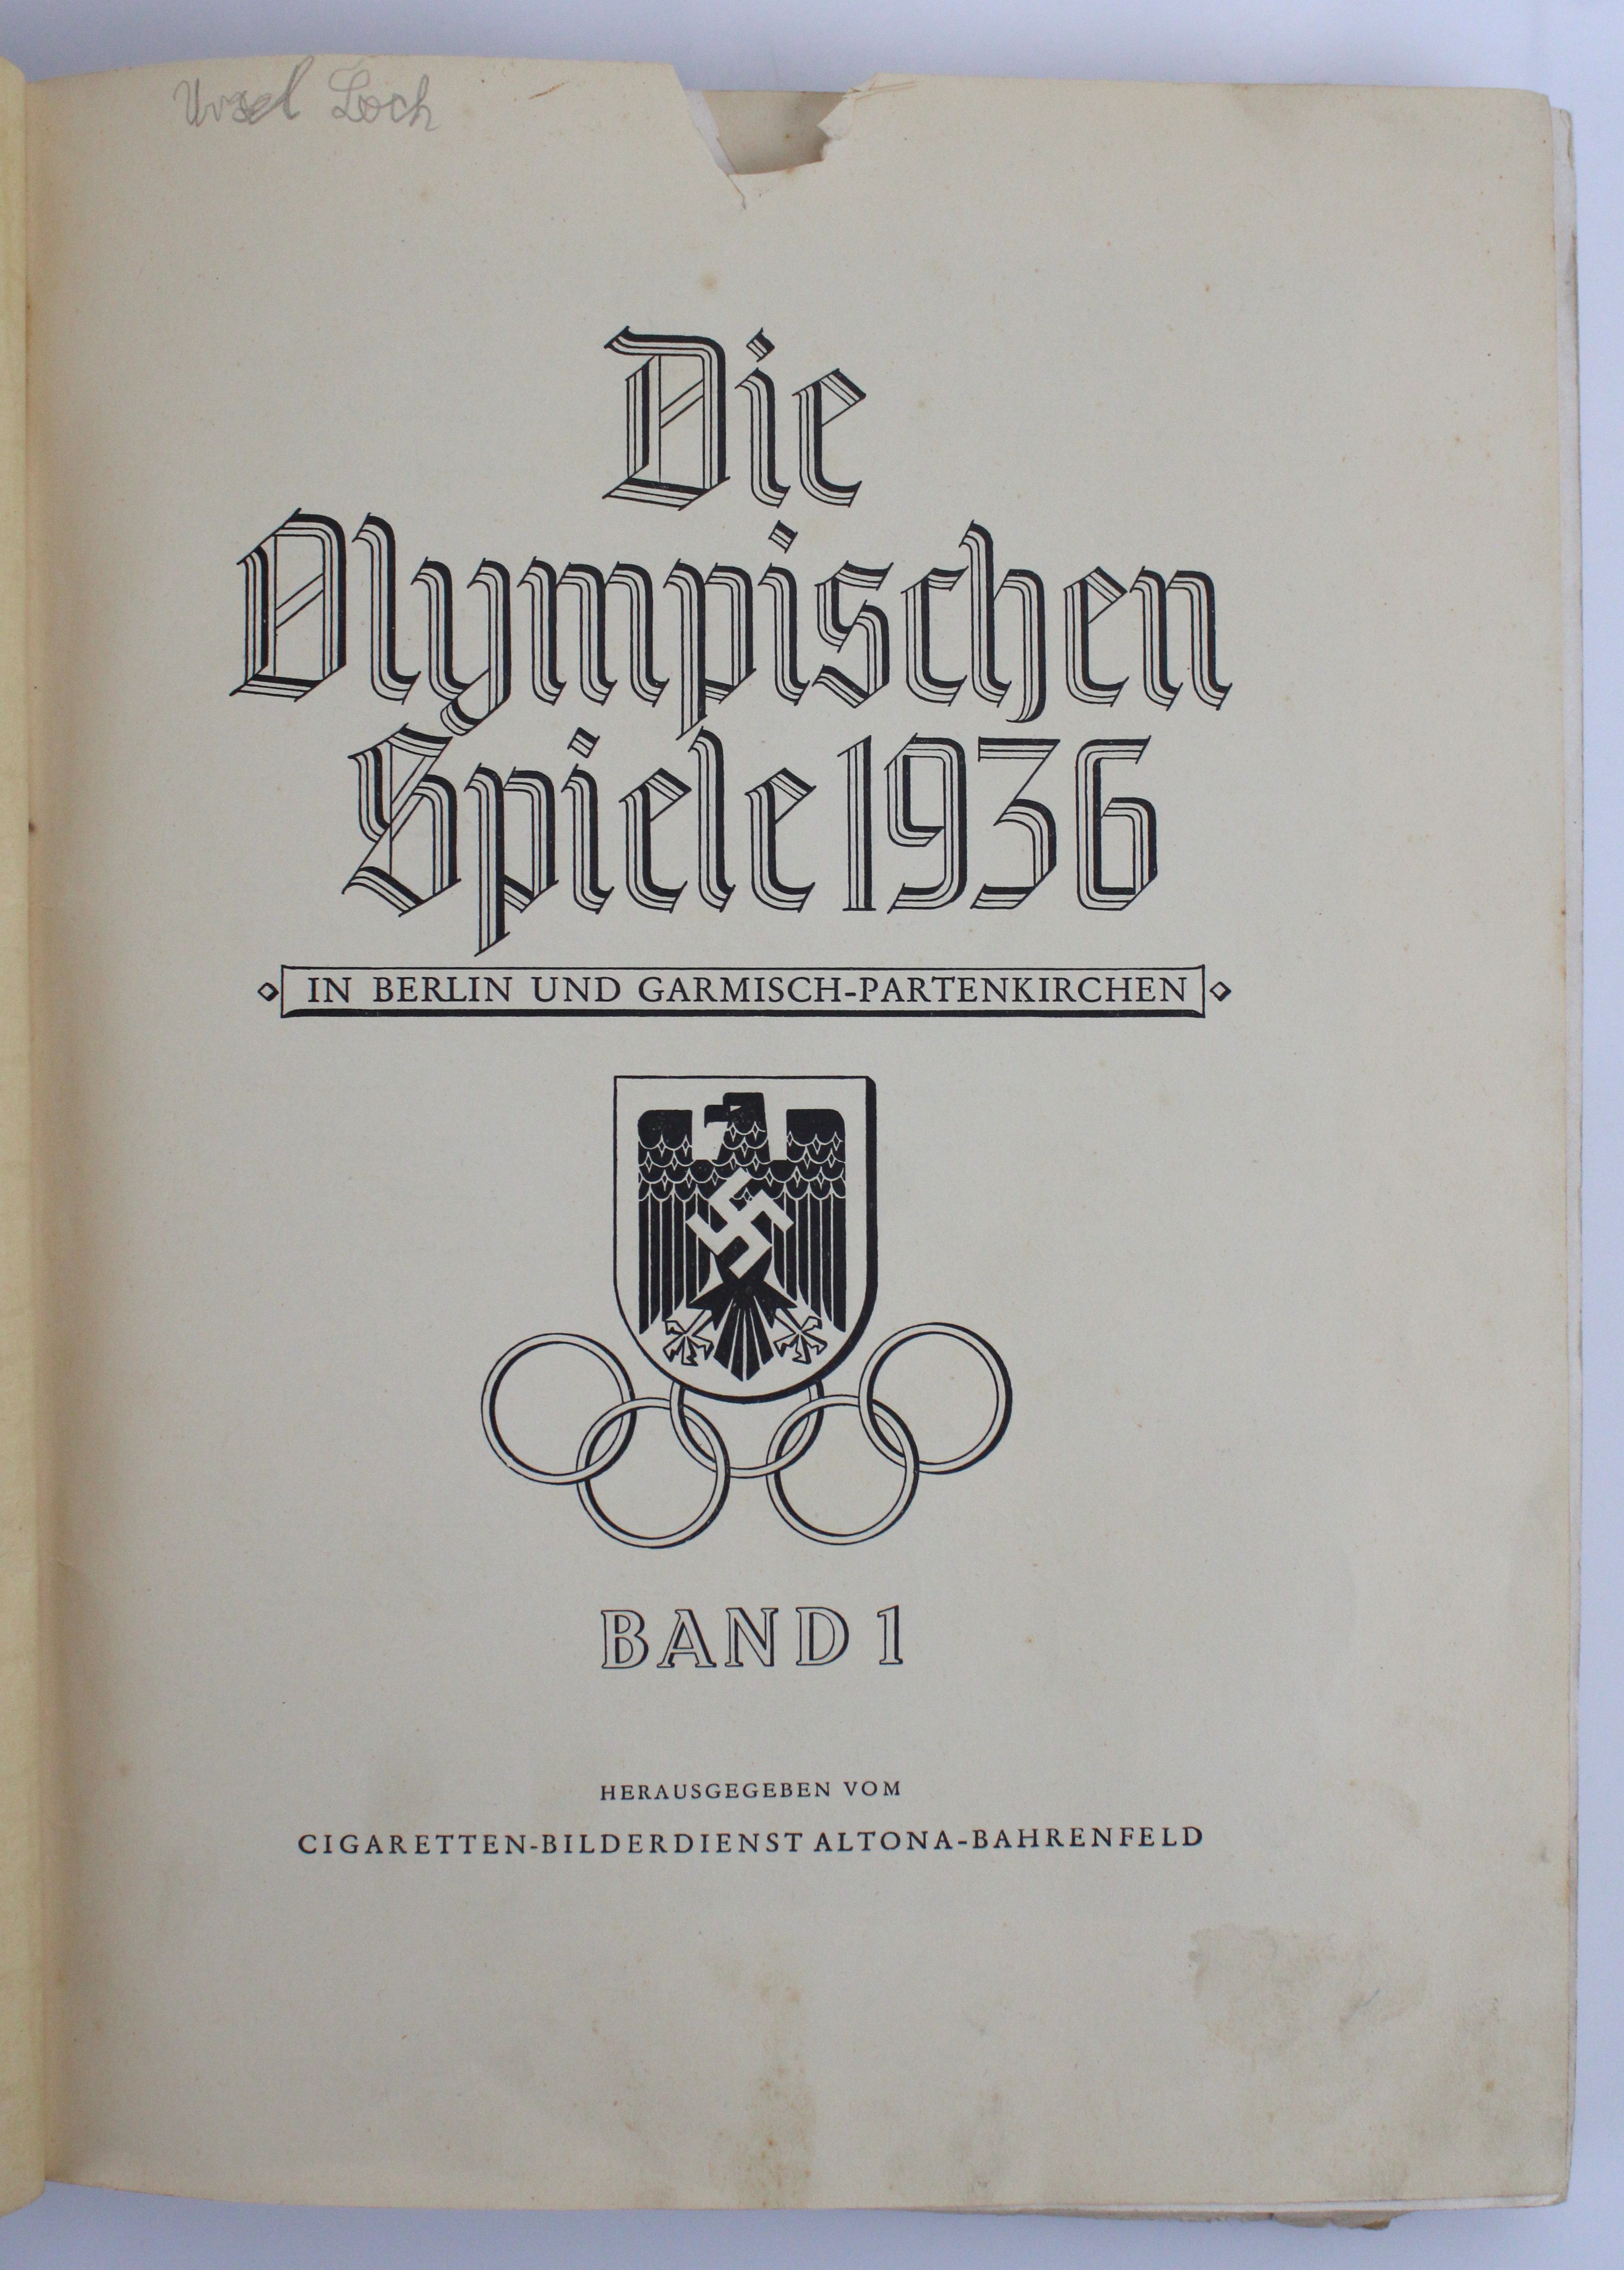 Ursel Loch
Die
Olympischen
Spiele 1936
IN BERLIN UND GARMISCH-PARTENKIRCHEN
BAND 1
HERAUSGEGEBEN VOM
CIGARETTEN-BILDERDIENST ALTONA-BAHRENFELD